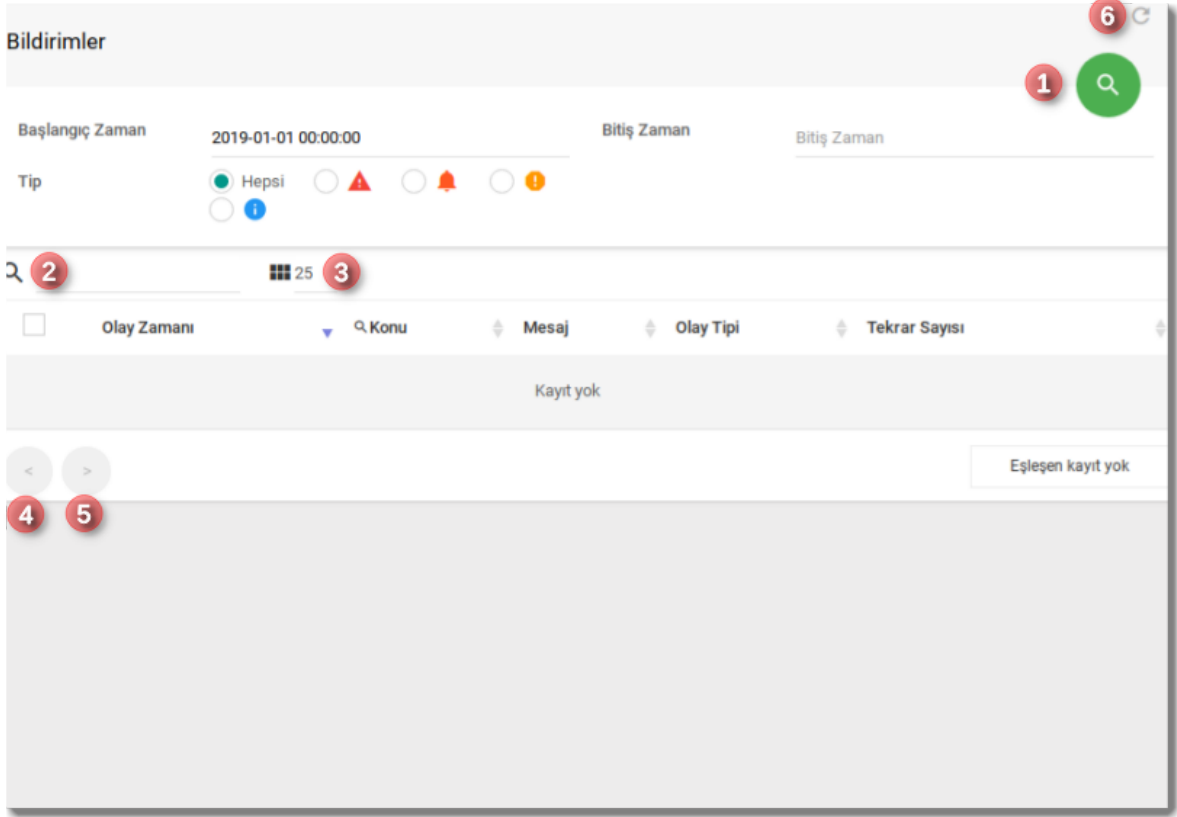 6
Bildirimler
1
Başlangıç Zaman 2019-01-01 00:00:00 Bitiş Zaman Bitiş Zaman
Tip Hepsi
2 25 3
Olay Zamanı Konu Mesaj Olay Tipi Tekrar Sayısı
Kayıt yok
< > Eşleşen kayıt yok
4 5